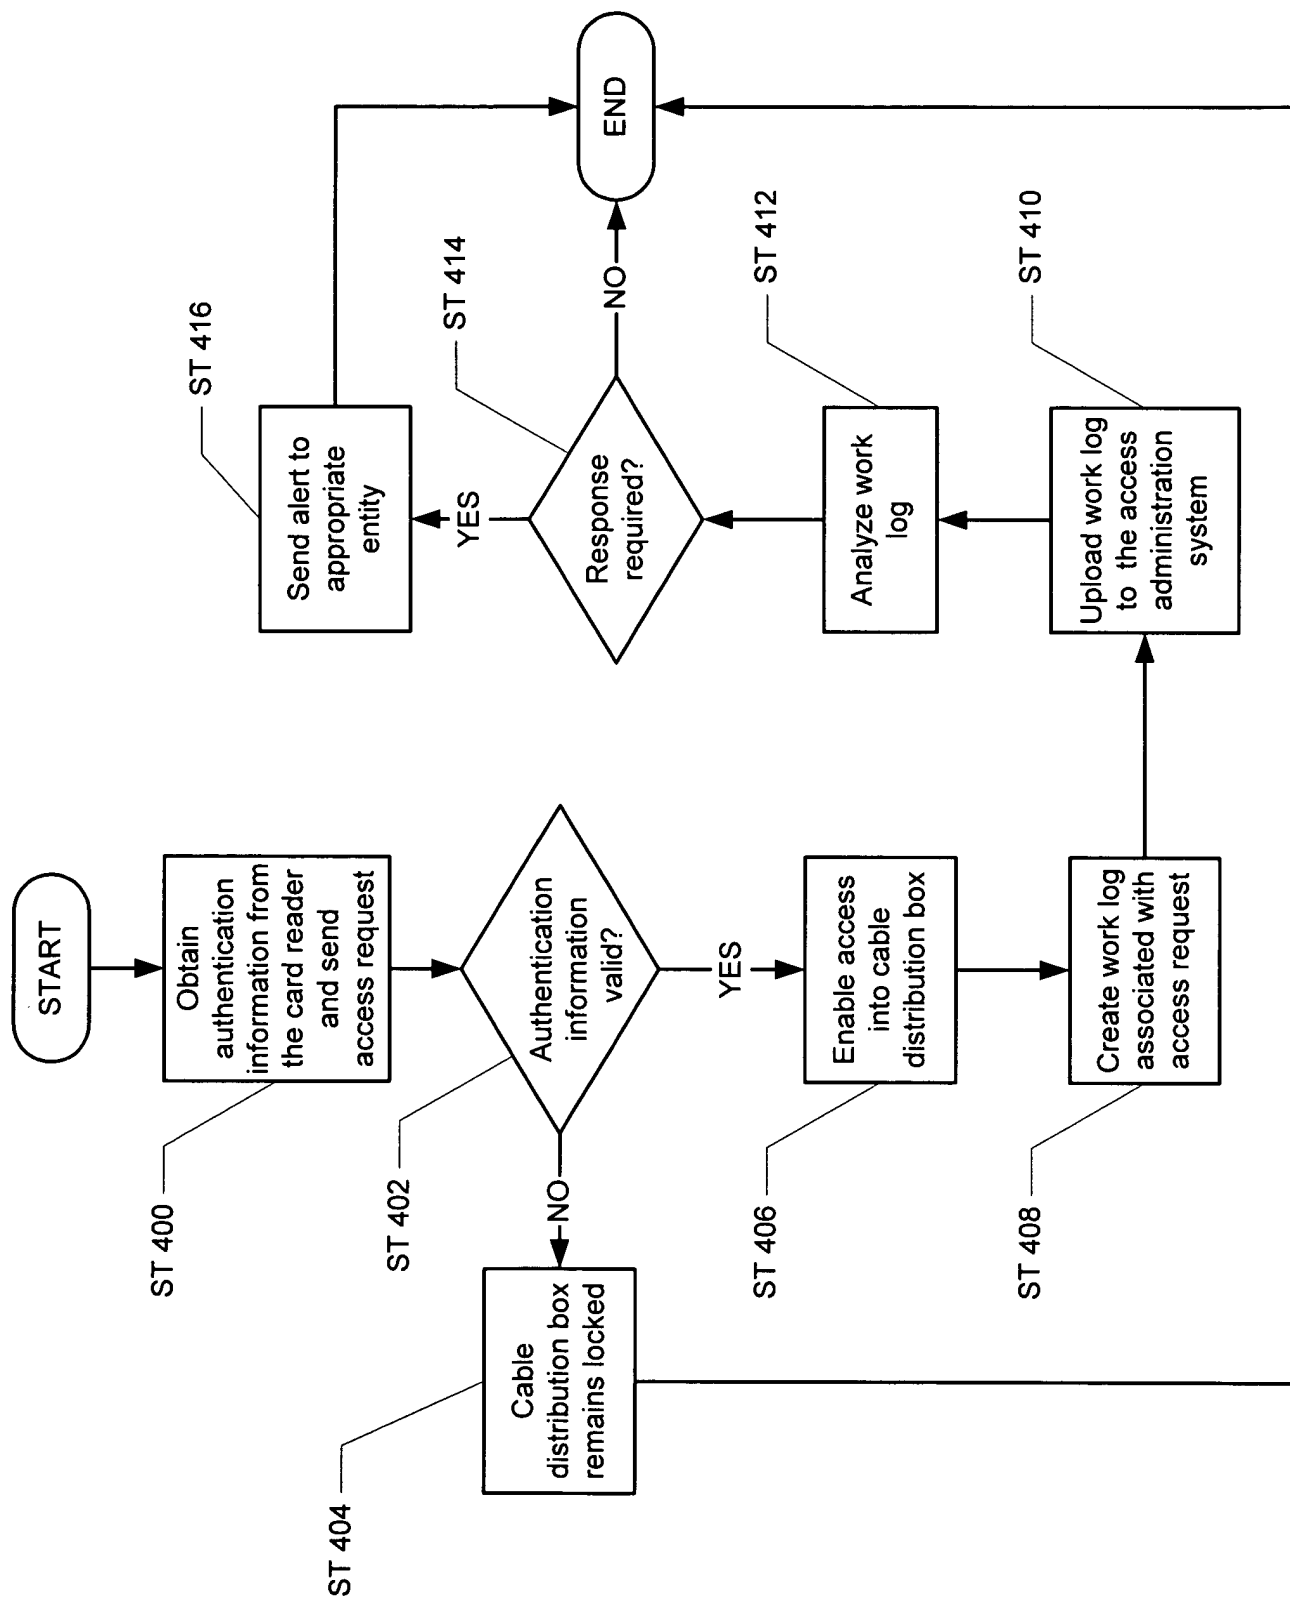 START
Obtain
authentication
information from
the card reader
and send
access request
ST 400
Authentication
information
valid?
ST 402
NO
Cable
distribution box
remains locked
ST 404
YES
Enable access
into cable
distribution box
ST 406
Create work log
associated with
access request
ST 408
Upload work log
to the access
administration
system
ST 410
Analyze work
log
ST 412
Response
required?
ST 414
YES
Send alert to
appropriate
entity
ST 416
NO
END